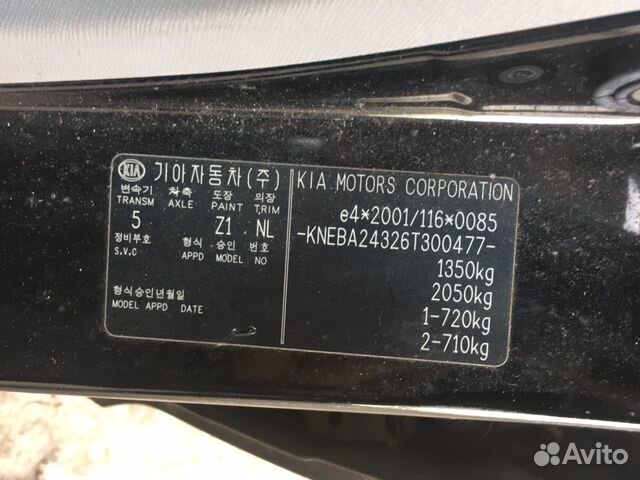 KIA 기아자동차(주)
변속기 차축 도장 의장
TRANSM AXLE PAINT TRIM
5 Z1 NL
정비부호 형식 승인 번호
S.V.C APPD MODEL NO
형식승인년월일
MODEL APPD DATE
KIA MOTORS CORPORATION
e4*2001/116*0085
-KNEBA24326T300477-
1350kg
2050kg
1-720kg
2-710kg
Avito